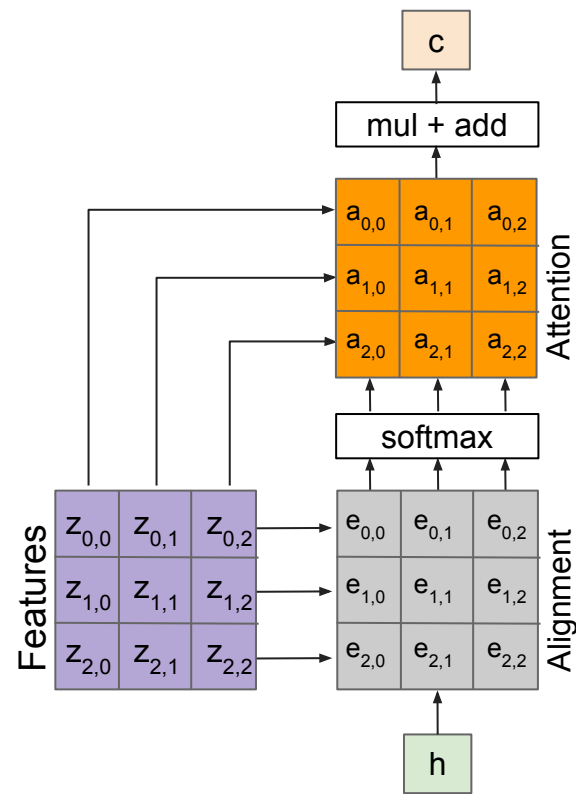 c
mul + add
a0,0 a0,1 a0,2
a1,0 a1,1 a1,2
a2,0 a2,1 a2,2
Attention
softmax
Features
z0,0 z0,1 z0,2
z1,0 z1,1 z1,2
z2,0 z2,1 z2,2
e0,0 e0,1 e0,2
e1,0 e1,1 e1,2
e2,0 e2,1 e2,2
Alignment
h